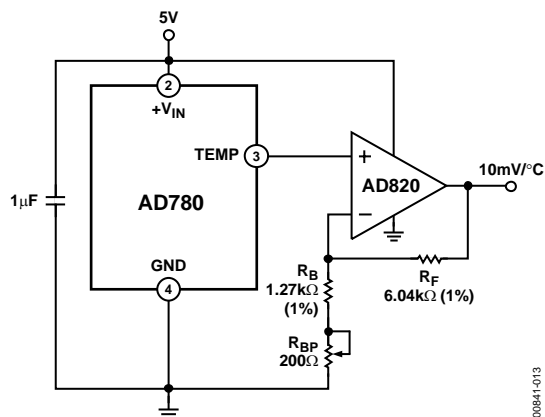 5V
2
+VIN
TEMP
3
10mV/°C
AD820
+
−
1µF
AD780
GND
4
RB
1.27kΩ
(1%)
RF
6.04kΩ (1%)
RBP
200Ω
00841-013